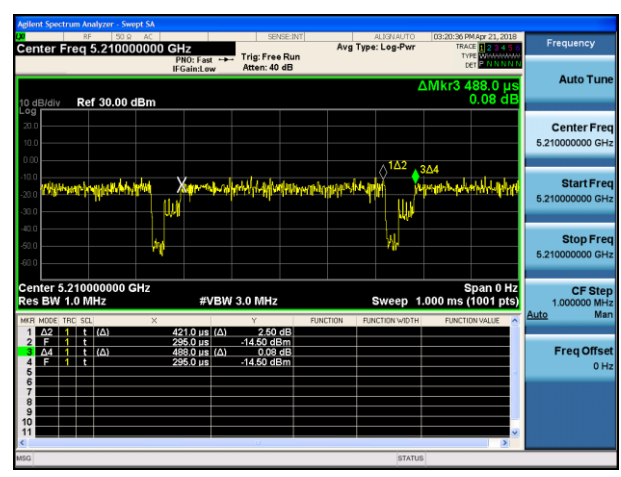 Agilent Spectrum Analyzer - Swept SA
RF 50 Ω AC SENSE:INT ALIGNAUTO 03:20:36 PM Apr 21, 2018
Center Freq 5.210000000 GHz
PNO: Fast
IFGain:Low
Trig: Free Run
Atten: 40 dB
Avg Type: Log-Pwr
TRACE 1 2 3 4 5 6
TYPE
DET P N N N N N
ΔMkr3 488.0 µs
0.08 dB
10 dB/div Ref 30.00 dBm
Log
20.0
10.0
0.00
-10.0
-20.0
-30.0
-40.0
-50.0
-60.0
1Δ2
3Δ4
Center 5.210000000 GHz Span 0 Hz
Res BW 1.0 MHz #VBW 3.0 MHz Sweep 1.000 ms (1001 pts)
MKR MODE TRC SCL X Y FUNCTION FUNCTION WIDTH FUNCTION VALUE
1 Δ2 1 t (Δ) 421.0 µs (Δ) 2.50 dB
2 F 1 t 295.0 µs -14.50 dBm
3 Δ4 1 t (Δ) 488.0 µs (Δ) 0.08 dB
4 F 1 t 295.0 µs -14.50 dBm
5
6
7
8
9
10
11
MSG STATUS
Frequency
Auto Tune
Center Freq
5.210000000 GHz
Start Freq
5.210000000 GHz
Stop Freq
5.210000000 GHz
CF Step
1.000000 MHz
Auto Man
Freq Offset
0 Hz